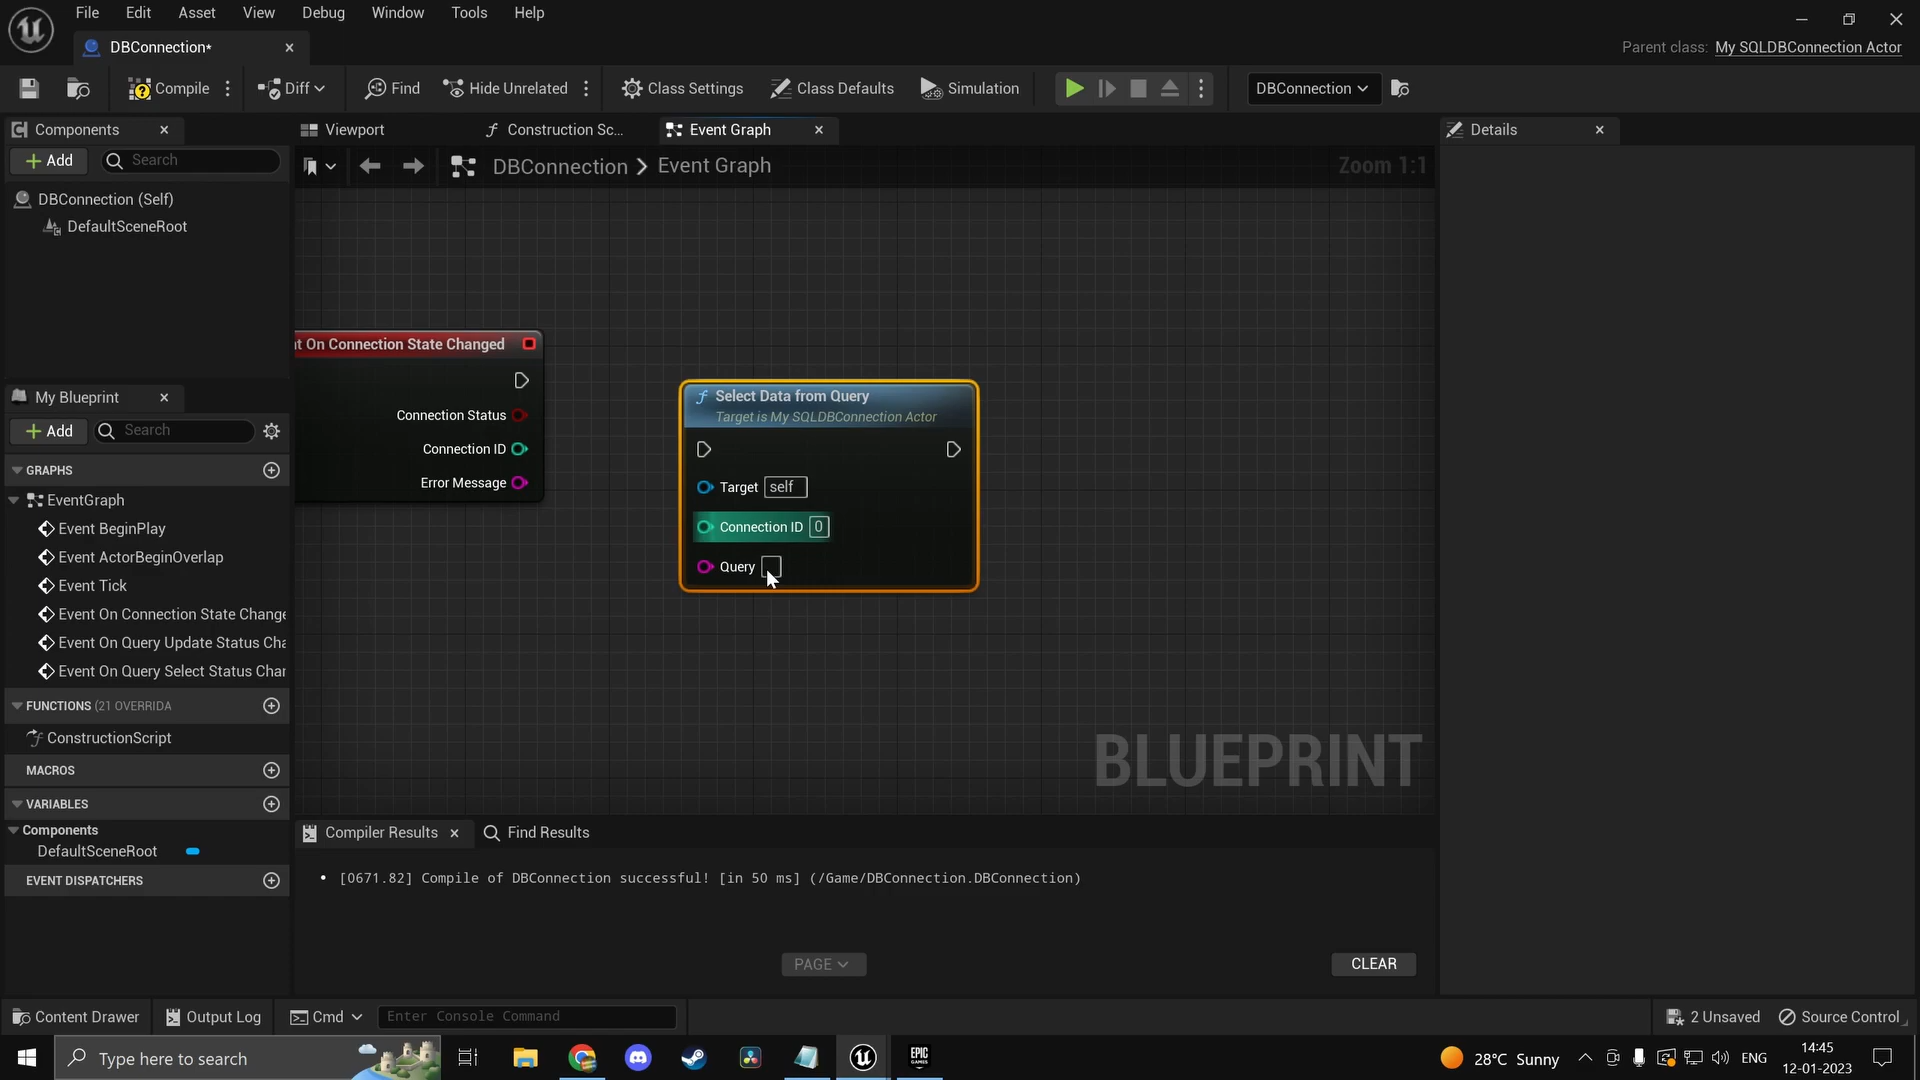 File Edit Asset View Debug Window Tools Help
DBConnection*
Parent class: My SQLDBConnection Actor
Compile Diff Find Hide Unrelated Class Settings Class Defaults Simulation DBConnection
Components
Add Search
DBConnection (Self)
DefaultSceneRoot
Viewport Construction Sc... Event Graph
DBConnection > Event Graph
Zoom 1:1
Details
My Blueprint
Add Search
GRAPHS
EventGraph
Event BeginPlay
Event ActorBeginOverlap
Event Tick
Event On Connection State Change
Event On Query Update Status Cha
Event On Query Select Status Chan
FUNCTIONS (21 OVERRIDA
ConstructionScript
MACROS
VARIABLES
Components
DefaultSceneRoot
EVENT DISPATCHERS
nt On Connection State Changed
Connection Status
Connection ID
Error Message
f Select Data from Query
Target is My SQLDBConnection Actor
Target self
Connection ID 0
Query
BLUEPRINT
Compiler Results Find Results
• [0671.82] Compile of DBConnection successful! [in 50 ms] (/Game/DBConnection.DBConnection)
PAGE
CLEAR
Content Drawer Output Log Cmd Enter Console Command
2 Unsaved Source Control
Type here to search
EPIC
GAMES
28°C Sunny
ENG
14:45
12-01-2023